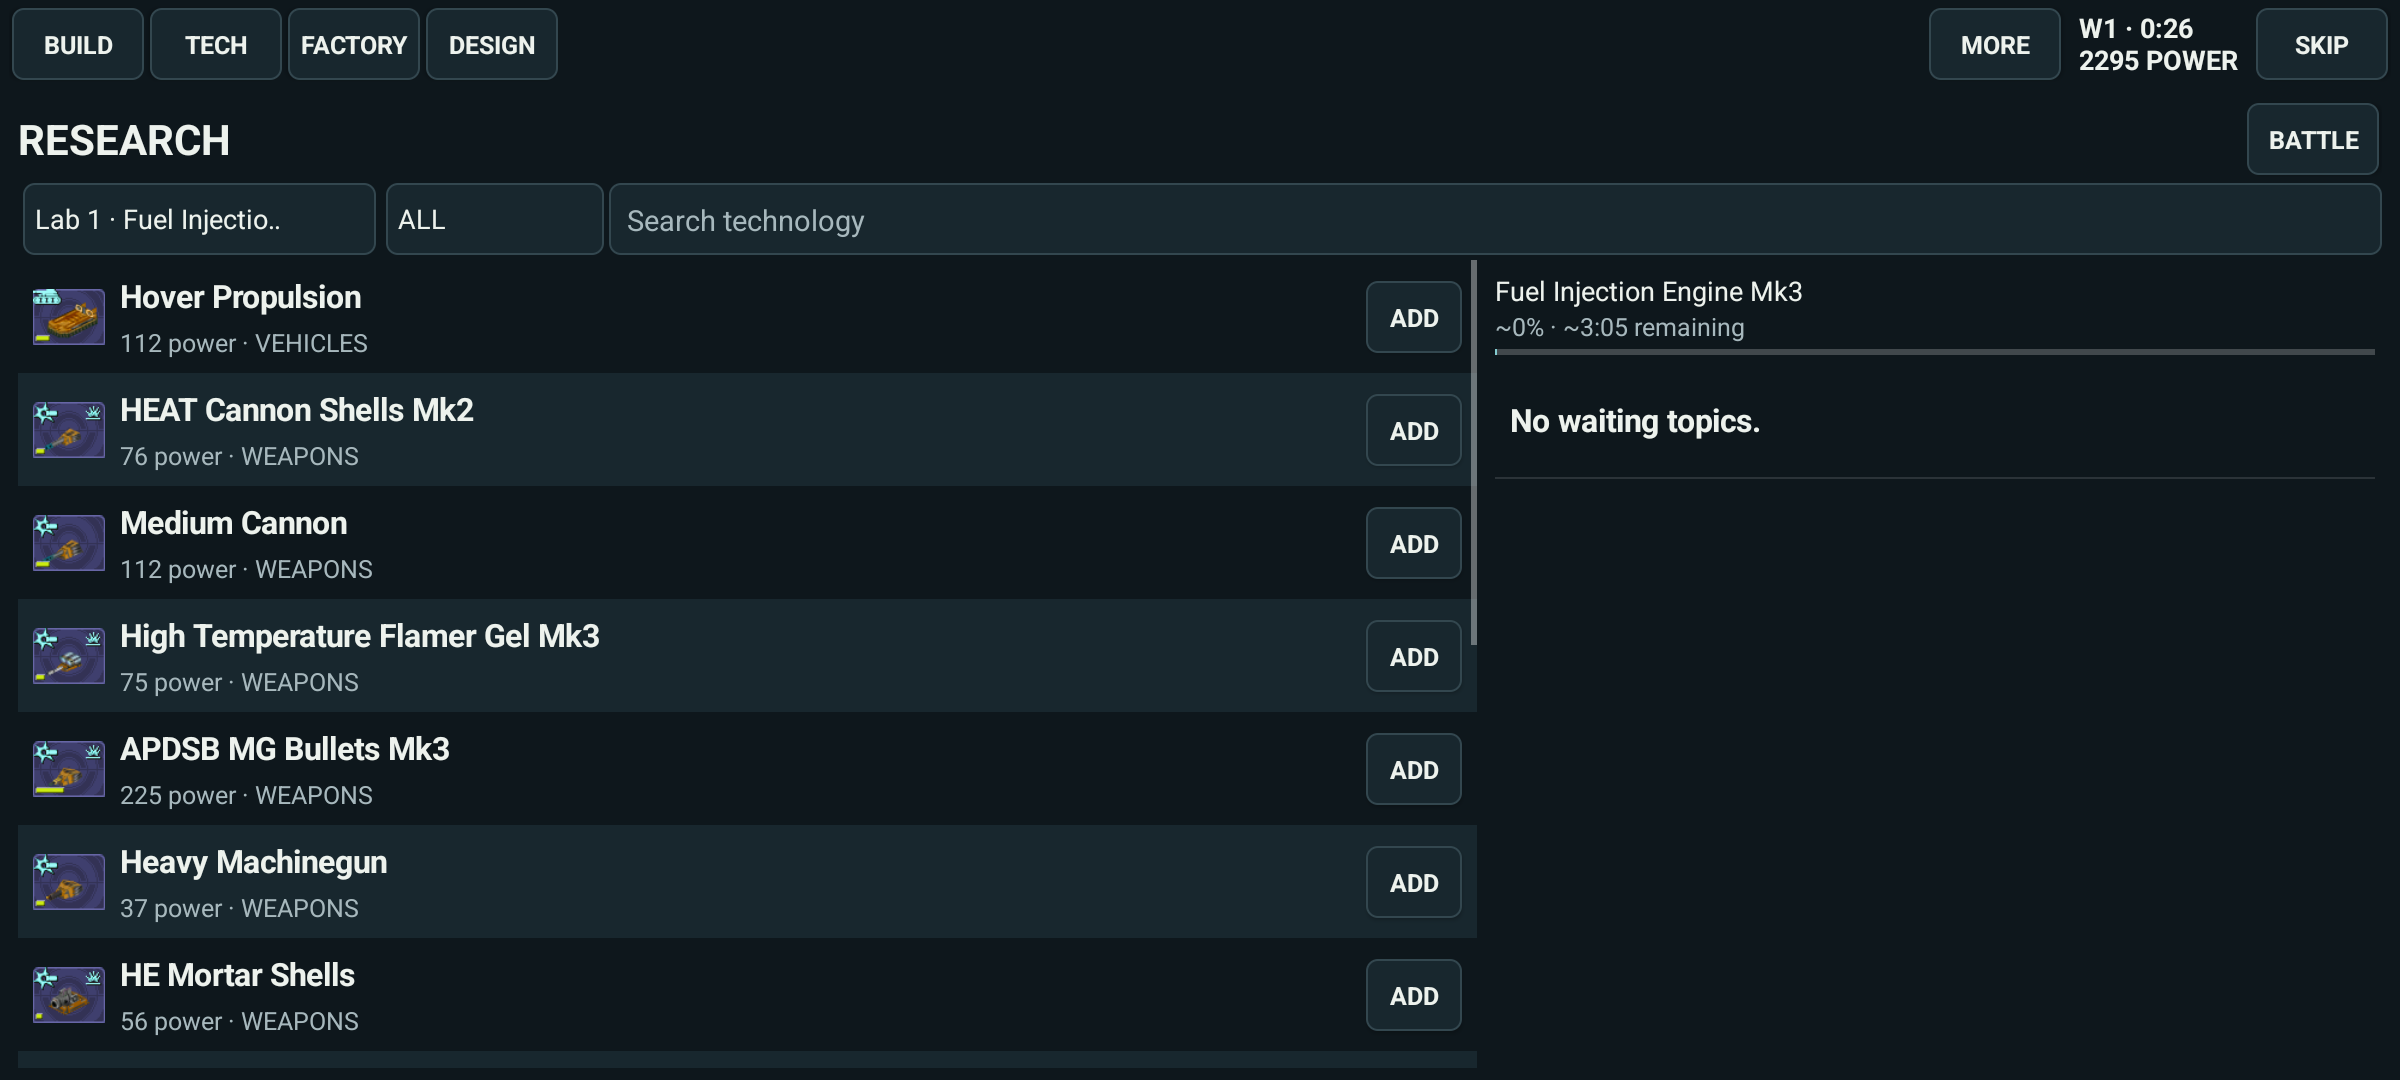 BUILD
TECH
FACTORY
DESIGN
MORE
W1 · 0:26
2295 POWER
SKIP
RESEARCH
BATTLE
Lab 1 · Fuel Injectio..
ALL
Search technology
Hover Propulsion
112 power · VEHICLES
ADD
HEAT Cannon Shells Mk2
76 power · WEAPONS
ADD
Medium Cannon
112 power · WEAPONS
ADD
High Temperature Flamer Gel Mk3
75 power · WEAPONS
ADD
APDSB MG Bullets Mk3
225 power · WEAPONS
ADD
Heavy Machinegun
37 power · WEAPONS
ADD
HE Mortar Shells
56 power · WEAPONS
ADD
Fuel Injection Engine Mk3
~0% · ~3:05 remaining
No waiting topics.